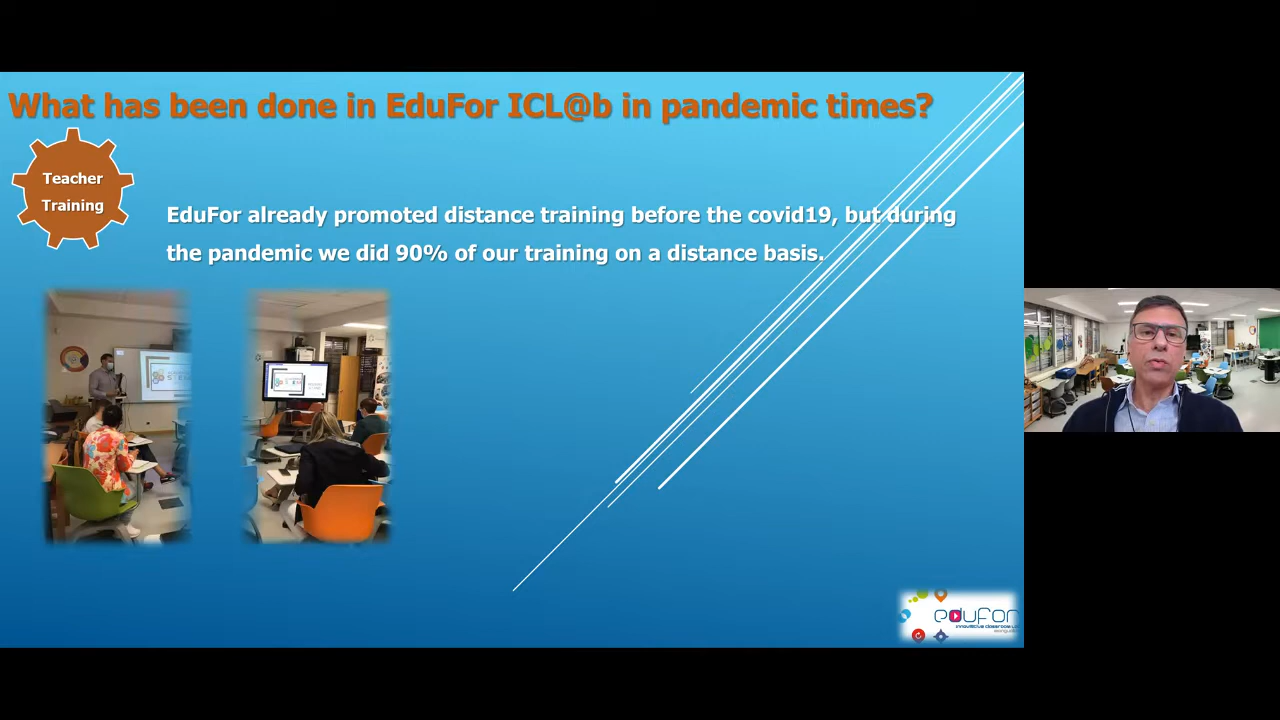 What has been done in EduFor ICL@b in pandemic times?
Teacher
Training
EduFor already promoted distance training before the covid19, but during
the pandemic we did 90% of our training on a distance basis.
edufor